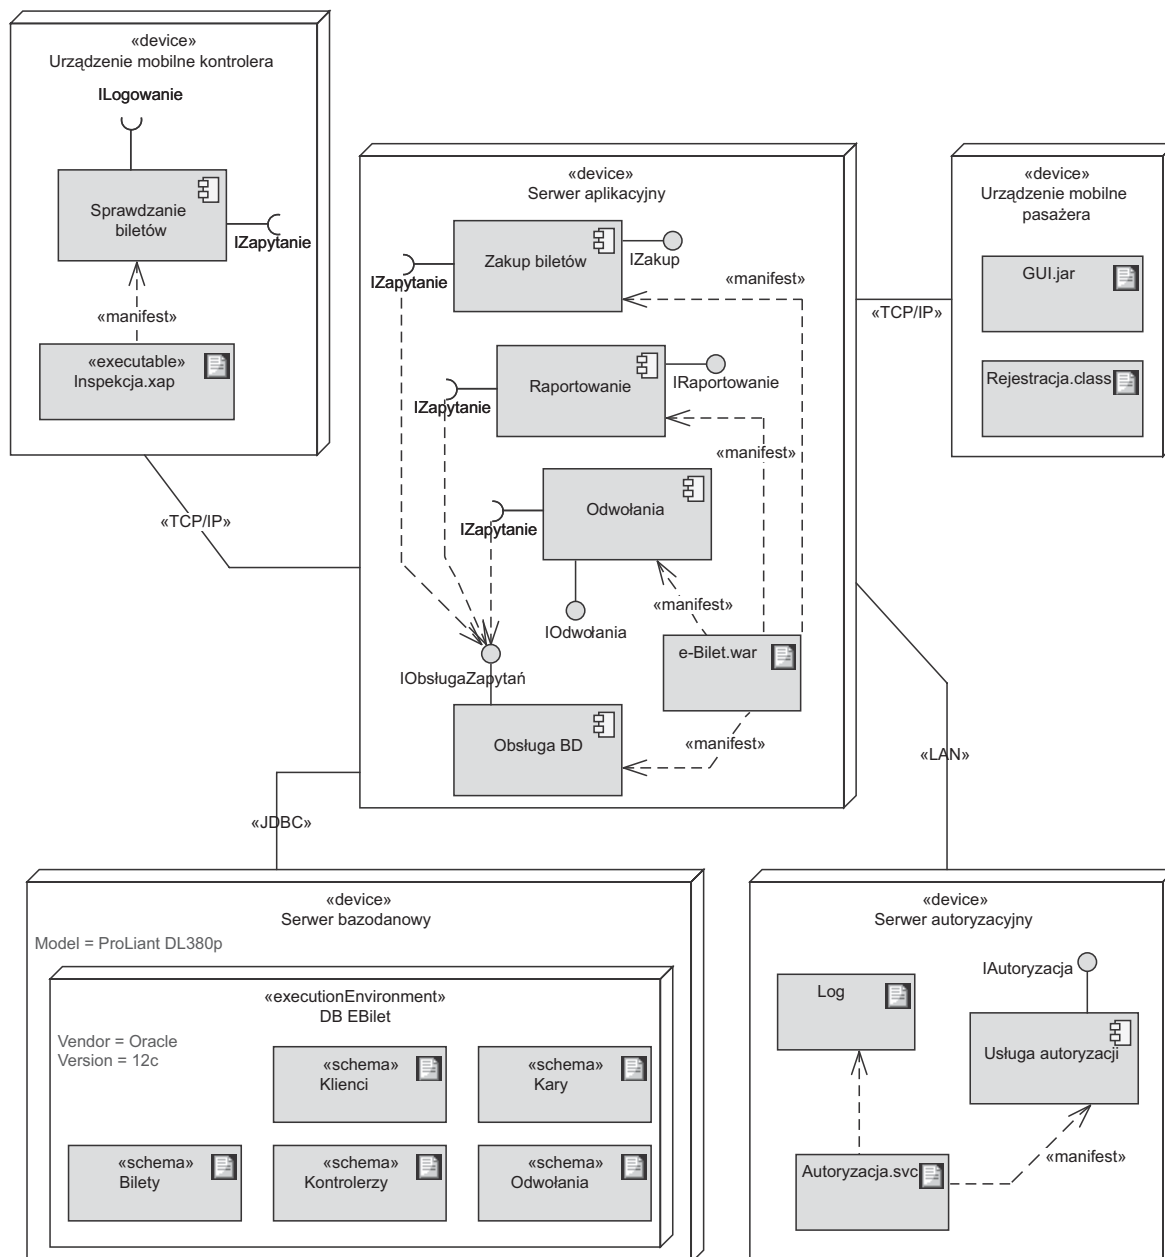 «device»
Urządzenie mobilne kontrolera
ILogowanie
Sprawdzanie
biletów
IZapytanie
«manifest»
«executable»
Inspekcja.xap
«device»
Serwer aplikacyjny
Zakup biletów
IZakup
IZapytanie
«manifest»
Raportowanie
IRaportowanie
IZapytanie
«manifest»
Odwołania
IZapytanie
«manifest»
IOdwołania
e-Bilet.war
IObsługaZapytań
Obsługa BD
«manifest»
«device»
Urządzenie mobilne
pasażera
GUI.jar
Rejestracja.class
«TCP/IP»
«TCP/IP»
«LAN»
«JDBC»
«device»
Serwer bazodanowy
Model = ProLiant DL380p
«executionEnvironment»
DB EBilet
Vendor = Oracle
Version = 12c
«schema»
Klienci
«schema»
Kary
«schema»
Bilety
«schema»
Kontrolerzy
«schema»
Odwołania
«device»
Serwer autoryzacyjny
IAutoryzacja
Log
Usługa autoryzacji
«manifest»
Autoryzacja.svc